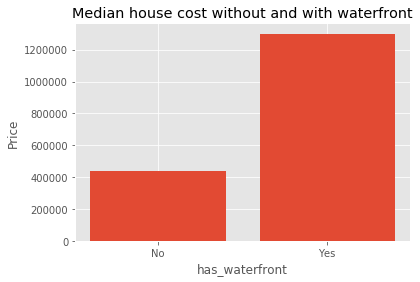 Median house cost without and with waterfront
1200000
1000000
800000
600000
400000
200000
0
Price
No Yes
has_waterfront